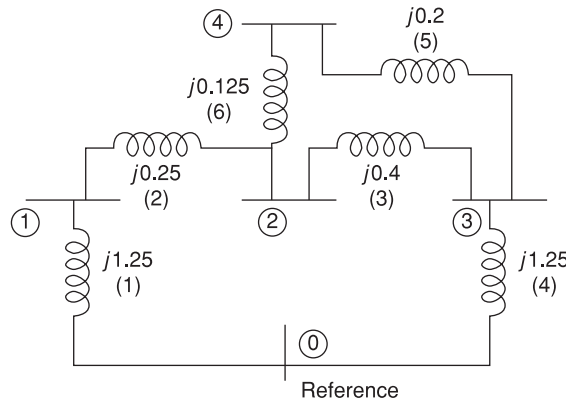 ④
j0.2
(5)
j0.125
(6)
j0.25
(2)
j0.4
(3)
①
②
③
j1.25
(1)
j1.25
(4)
⓪
Reference